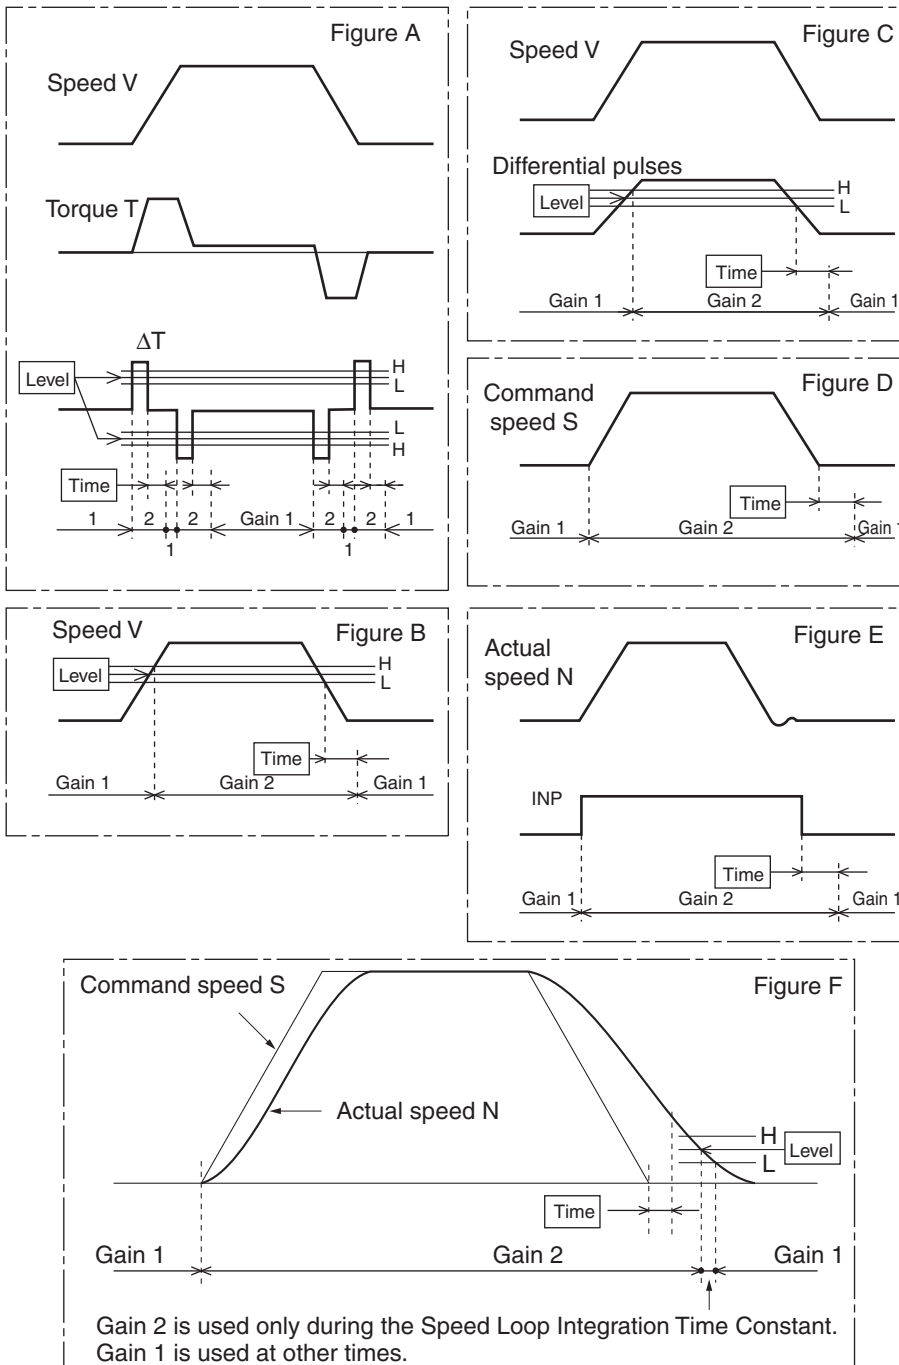 Figure A
Speed V
Torque T
ΔT
H
Level
L
L
H
Time
1
2
2
Gain 1
2
2
1
1
1
Speed V
Figure B
H
Level
L
Time
Gain 1
Gain 2
Gain 1
Figure C
Speed V
Differential pulses
H
Level
L
Time
Gain 1
Gain 2
Gain 1
Figure D
Command
speed S
Time
Gain 1
Gain 2
Gain 1
Figure E
Actual
speed N
INP
Time
Gain 1
Gain 2
Gain 1
Command speed S
Figure F
Actual speed N
H
Level
L
Time
Gain 1
Gain 2
Gain 1
Gain 2 is used only during the Speed Loop Integration Time Constant.
Gain 1 is used at other times.